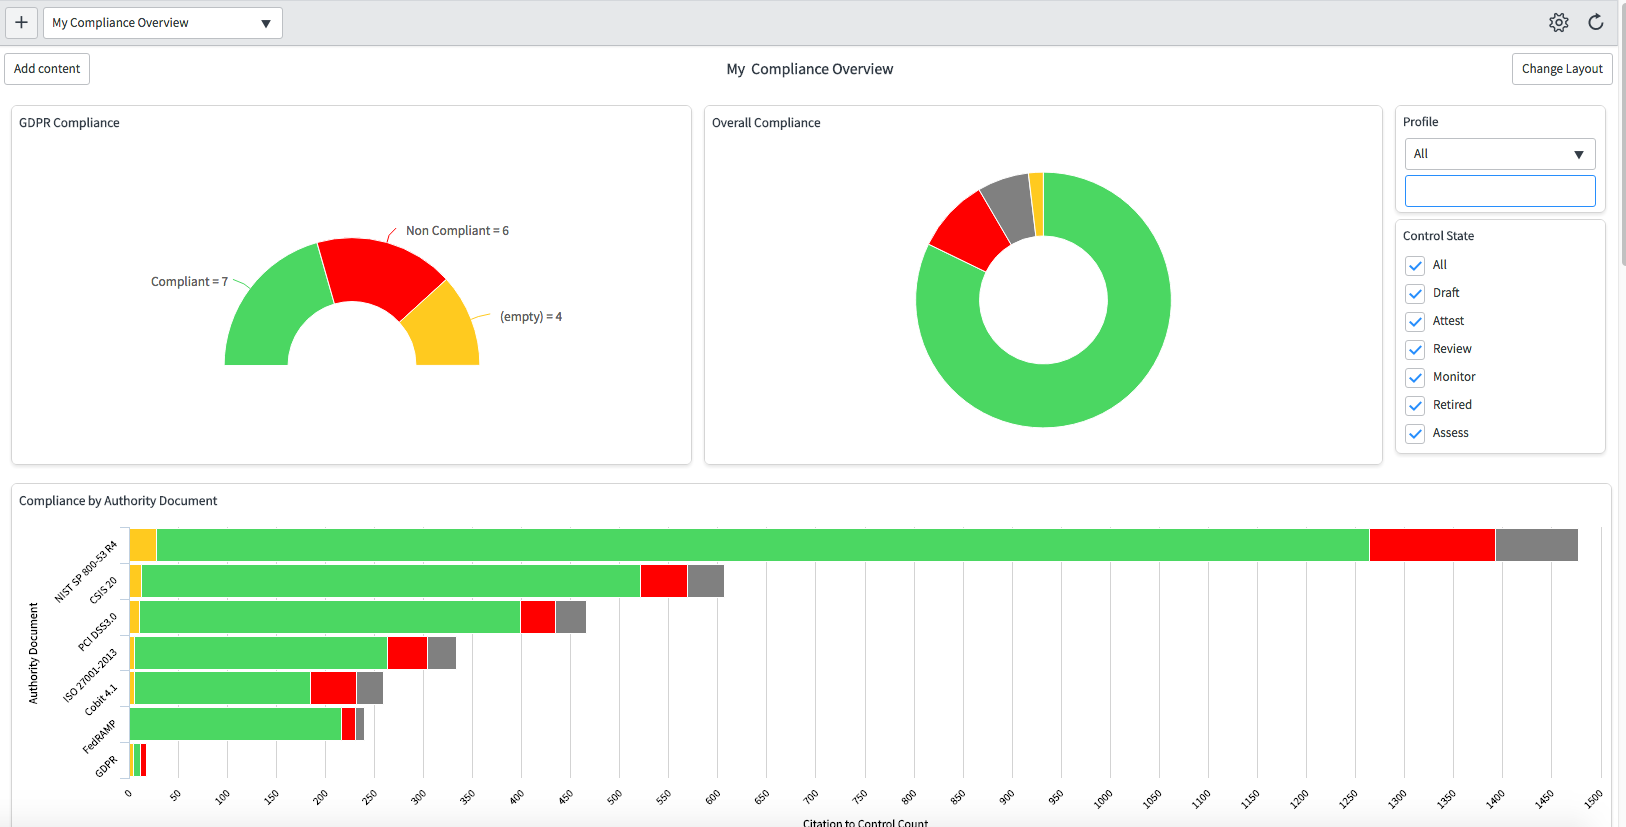 +
My Compliance Overview
Add content
My Compliance Overview
Change Layout
GDPR Compliance
Non Compliant = 6
Compliant = 7
(empty) = 4
Overall Compliance
Profile
All
Control State
All
Draft
Attest
Review
Monitor
Retired
Assess
Compliance by Authority Document
Authority Document
NIST SP 800-53 R4
CSIS 20
PCI DSS3.0
ISO 27001-2013
Cobit 4.1
FedRAMP
GDPR
0 50 100 150 200 250 300 350 400 450 500 550 600 650 700 750 800 850 900 950 1000 1050 1100 1150 1200 1250 1300 1350 1400 1450 1500
Citation to Control Count